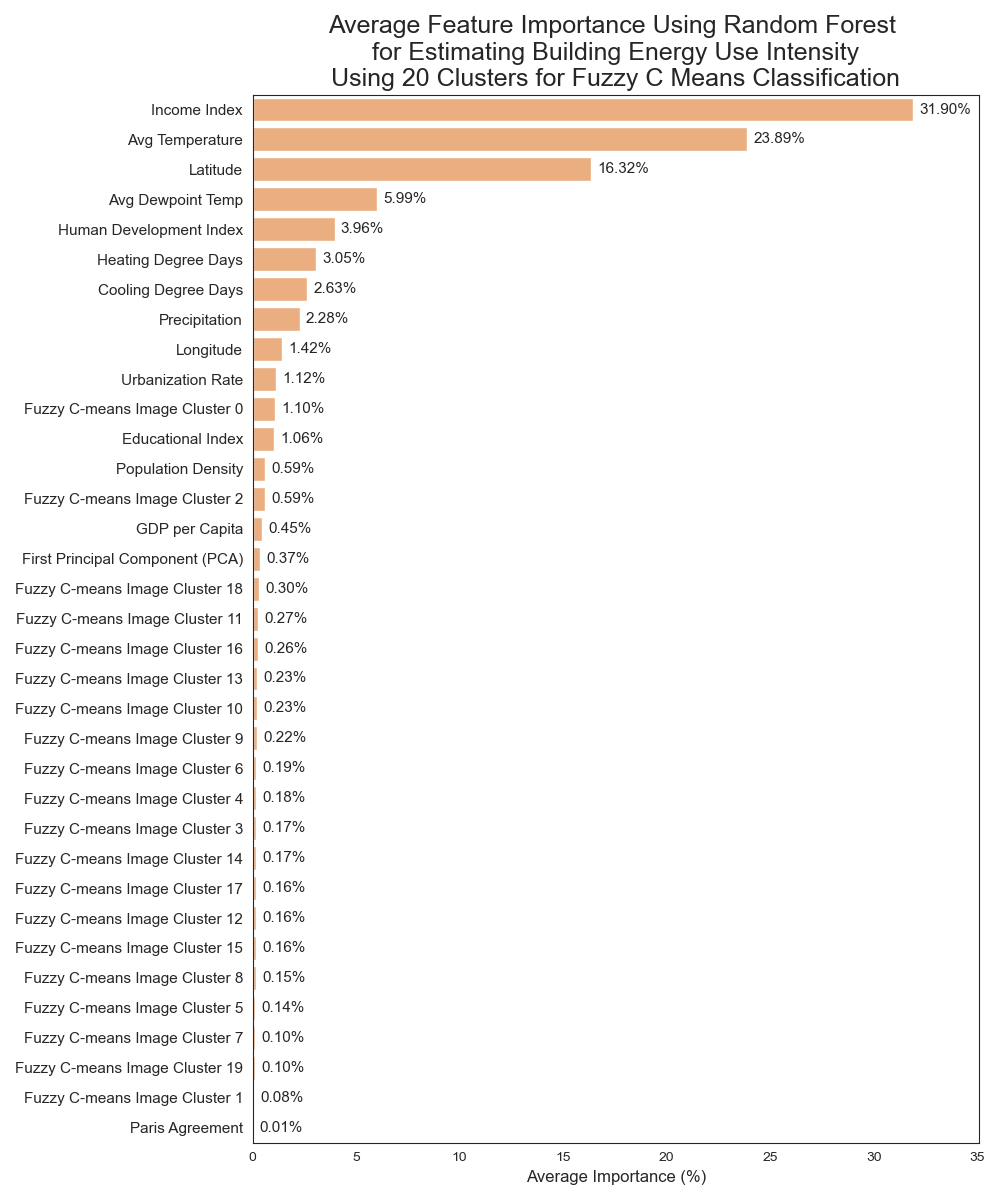 Average Feature Importance Using Random Forest
for Estimating Building Energy Use Intensity
Using 20 Clusters for Fuzzy C Means Classification
Income Index 31.90%
Avg Temperature 23.89%
Latitude 16.32%
Avg Dewpoint Temp 5.99%
Human Development Index 3.96%
Heating Degree Days 3.05%
Cooling Degree Days 2.63%
Precipitation 2.28%
Longitude 1.42%
Urbanization Rate 1.12%
Fuzzy C-means Image Cluster 0 1.10%
Educational Index 1.06%
Population Density 0.59%
Fuzzy C-means Image Cluster 2 0.59%
GDP per Capita 0.45%
First Principal Component (PCA) 0.37%
Fuzzy C-means Image Cluster 18 0.30%
Fuzzy C-means Image Cluster 11 0.27%
Fuzzy C-means Image Cluster 16 0.26%
Fuzzy C-means Image Cluster 13 0.23%
Fuzzy C-means Image Cluster 10 0.23%
Fuzzy C-means Image Cluster 9 0.22%
Fuzzy C-means Image Cluster 6 0.19%
Fuzzy C-means Image Cluster 4 0.18%
Fuzzy C-means Image Cluster 3 0.17%
Fuzzy C-means Image Cluster 14 0.17%
Fuzzy C-means Image Cluster 17 0.16%
Fuzzy C-means Image Cluster 12 0.16%
Fuzzy C-means Image Cluster 15 0.16%
Fuzzy C-means Image Cluster 8 0.15%
Fuzzy C-means Image Cluster 5 0.14%
Fuzzy C-means Image Cluster 7 0.10%
Fuzzy C-means Image Cluster 19 0.10%
Fuzzy C-means Image Cluster 1 0.08%
Paris Agreement 0.01%
0 5 10 15 20 25 30 35
Average Importance (%)